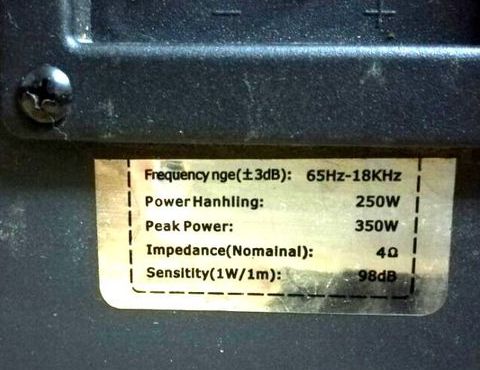 − +
Frequency nge(±3dB): 65Hz-18KHz
Power Hanhling: 250W
Peak Power: 350W
Impedance(Nomainal): 4Ω
Sensitity(1W/1m): 98dB